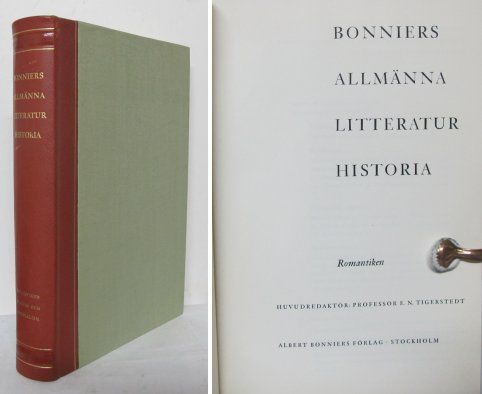 BONNIERS
ALLMÄNNA
LITTERATUR
HISTORIA
BONNIERS
ALLMÄNNA
LITTERATUR
HISTORIA
Romantiken
HUVUDREDAKTÖR: PROFESSOR E. N. TIGERSTEDT
ALBERT BONNIERS FÖRLAG · STOCKHOLM